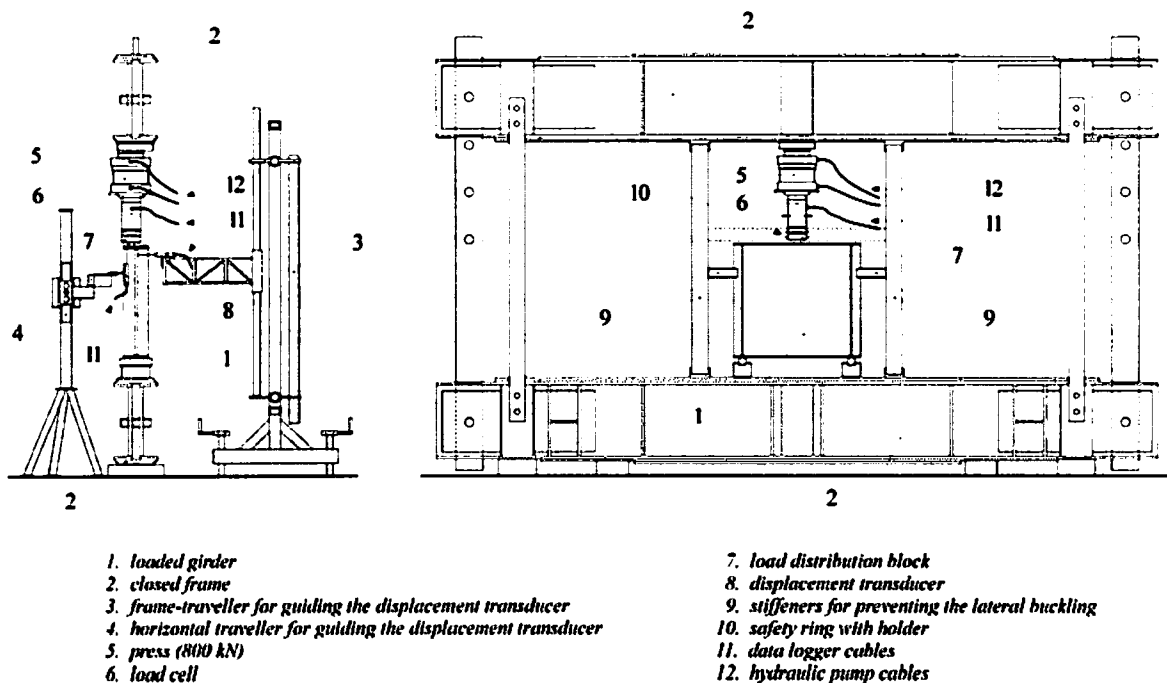 2
2
5
6
12
11
7
3
8
4
11
1
2
5
6
10
12
11
7
9
9
1
2
1. loaded girder
2. closed frame
3. frame-traveller for guiding the displacement transducer
4. horizontal traveller for guiding the displacement transducer
5. press (800 kN)
6. load cell
7. load distribution block
8. displacement transducer
9. stiffeners for preventing the lateral buckling
10. safety ring with holder
11. data logger cables
12. hydraulic pump cables